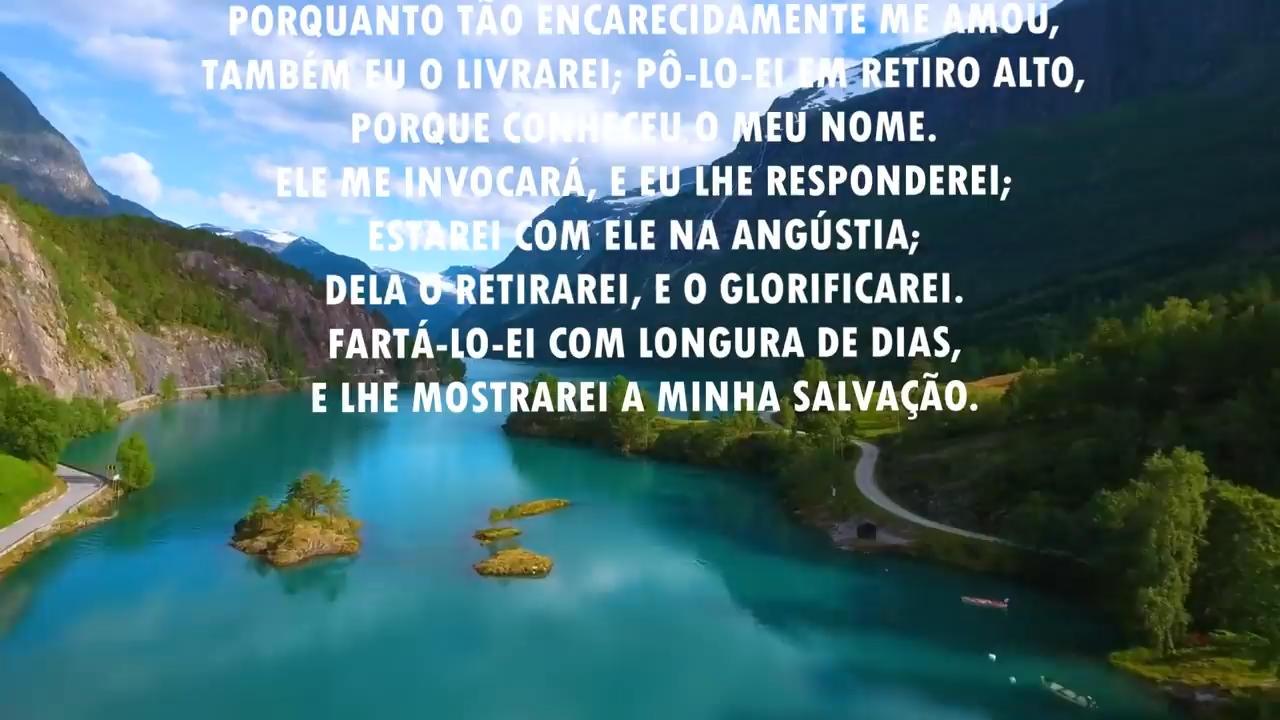 PORQUANTO TÃO ENCARECIDAMENTE ME AMOU,
TAMBÉM EU O LIVRAREI; PÔ-LO-EI EM RETIRO ALTO,
PORQUE CONHECEU O MEU NOME.
ELE ME INVOCARÁ, E EU LHE RESPONDEREI;
ESTAREI COM ELE NA ANGÚSTIA;
DELA O RETIRAREI, E O GLORIFICAREI.
FARTÁ-LO-EI COM LONGURA DE DIAS,
E LHE MOSTRAREI A MINHA SALVAÇÃO.